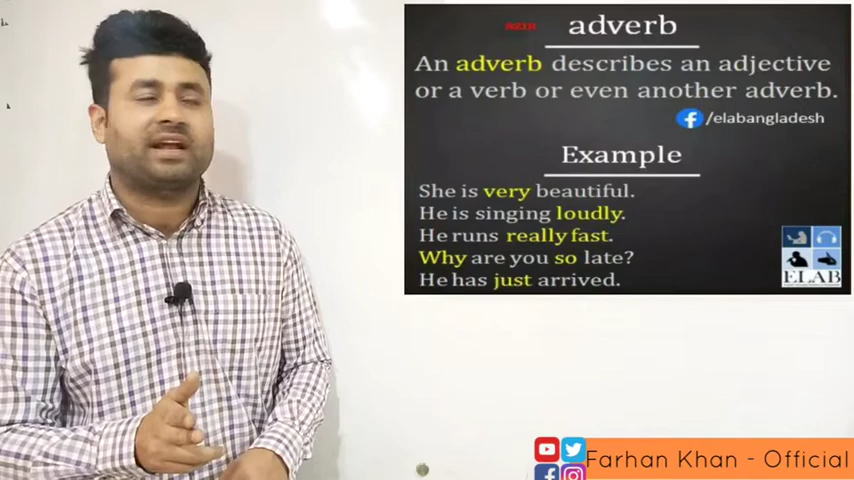 AZIR
adverb
An adverb describes an adjective
or a verb or even another adverb.
/elabangladesh
Example
She is very beautiful.
He is singing loudly.
He runs really fast.
Why are you so late?
He has just arrived.
ELAB
Farhan Khan - Official